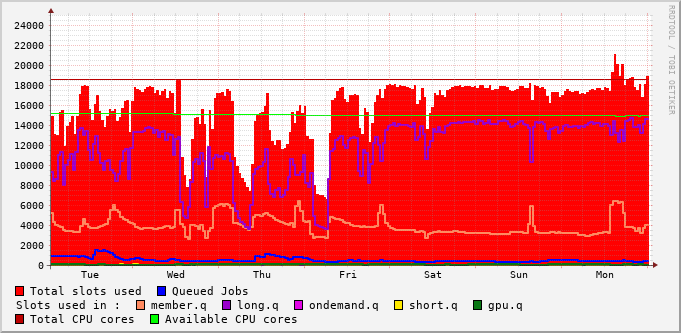 RRDTOOL / TOBI OETIKER
24000
22000
20000
18000
16000
14000
12000
10000
8000
6000
4000
2000
0
Tue Wed Thu Fri Sat Sun Mon
Total slots used Queued Jobs
Slots used in : member.q long.q ondemand.q short.q gpu.q
Total CPU cores Available CPU cores